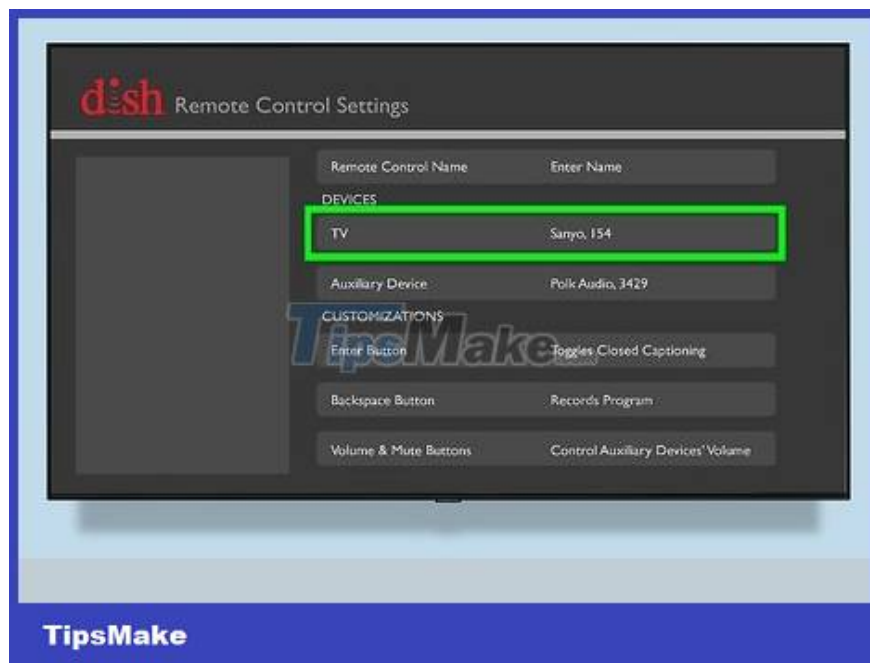 dish Remote Control Settings
Remote Control Name Enter Name
DEVICES
TV Sanyo, 154
Auxiliary Device Polk Audio, 3429
CUSTOMIZATIONS
TipsMake
Enter Button Toggles Closed Captioning
Backspace Button Records Program
Volume & Mute Buttons Control Auxiliary Devices' Volume
TipsMake